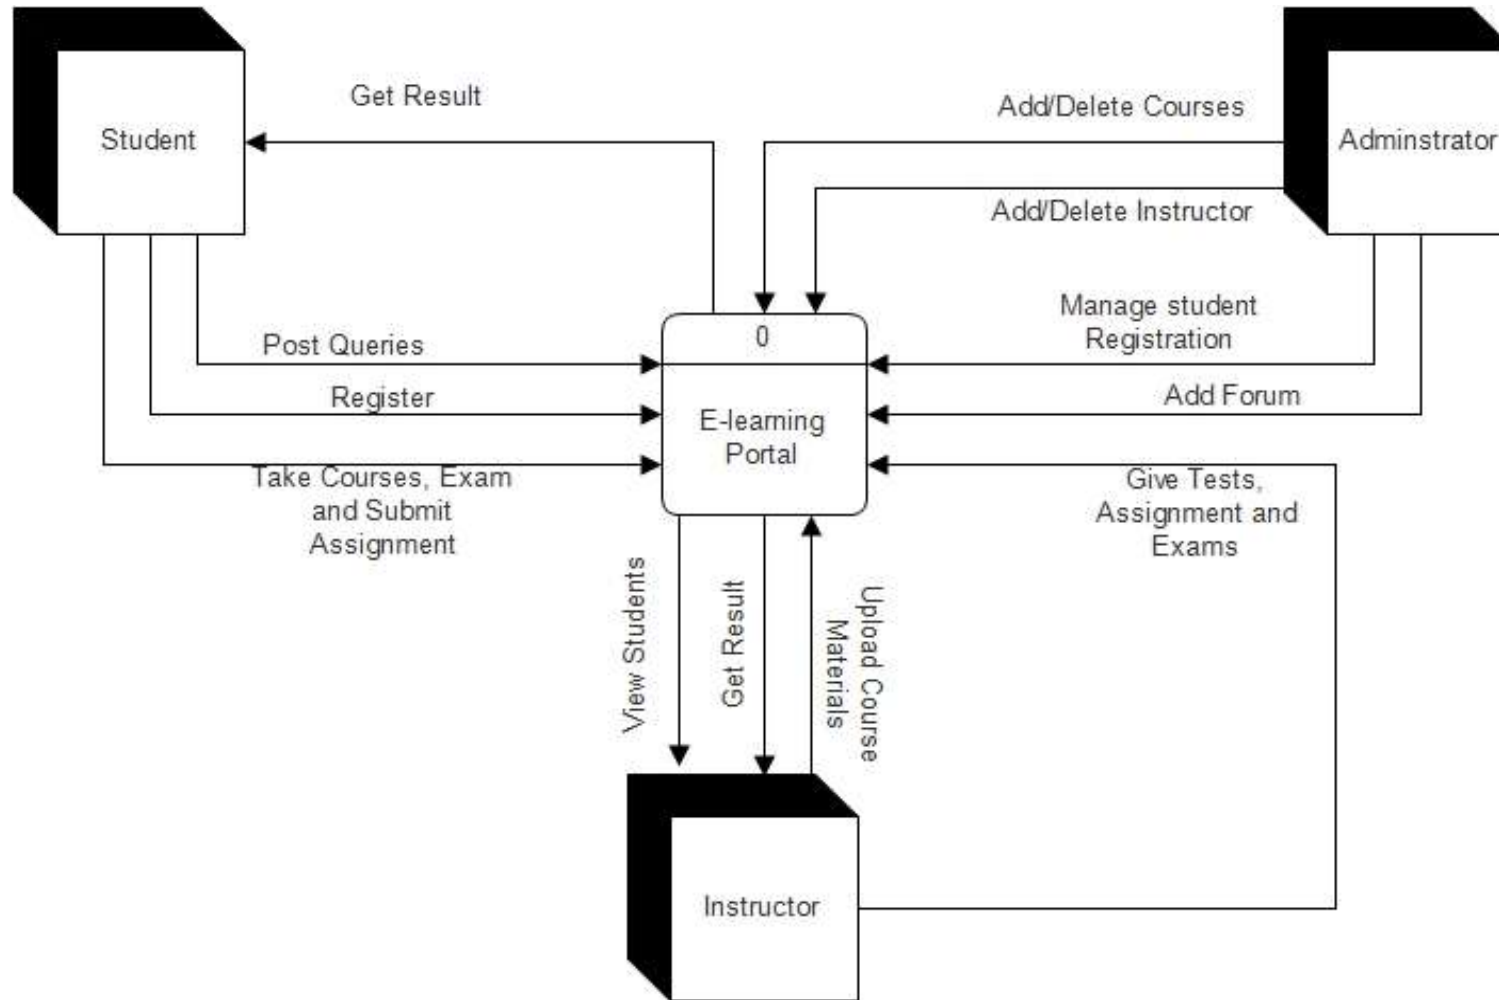 Get Result
Add/Delete Courses
Student
Adminstrator
Add/Delete Instructor
Manage student
Registration
0
Post Queries
Register
Add Forum
E-learning
Portal
Take Courses, Exam
and Submit
Assignment
Give Tests,
Assignment and
Exams
View Students
Get Result
Upload Course
Materials
Instructor